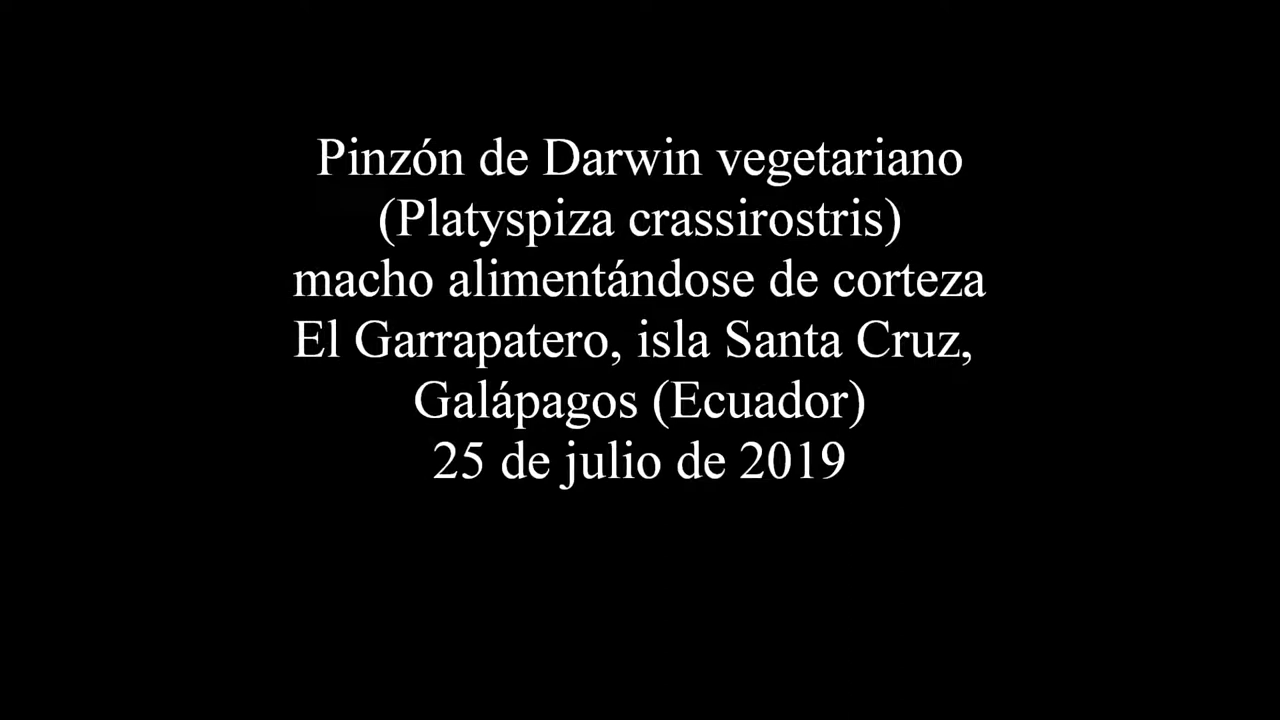 Pinzón de Darwin vegetariano
(Platyspiza crassirostris)
macho alimentándose de corteza
El Garrapatero, isla Santa Cruz,
Galápagos (Ecuador)
25 de julio de 2019